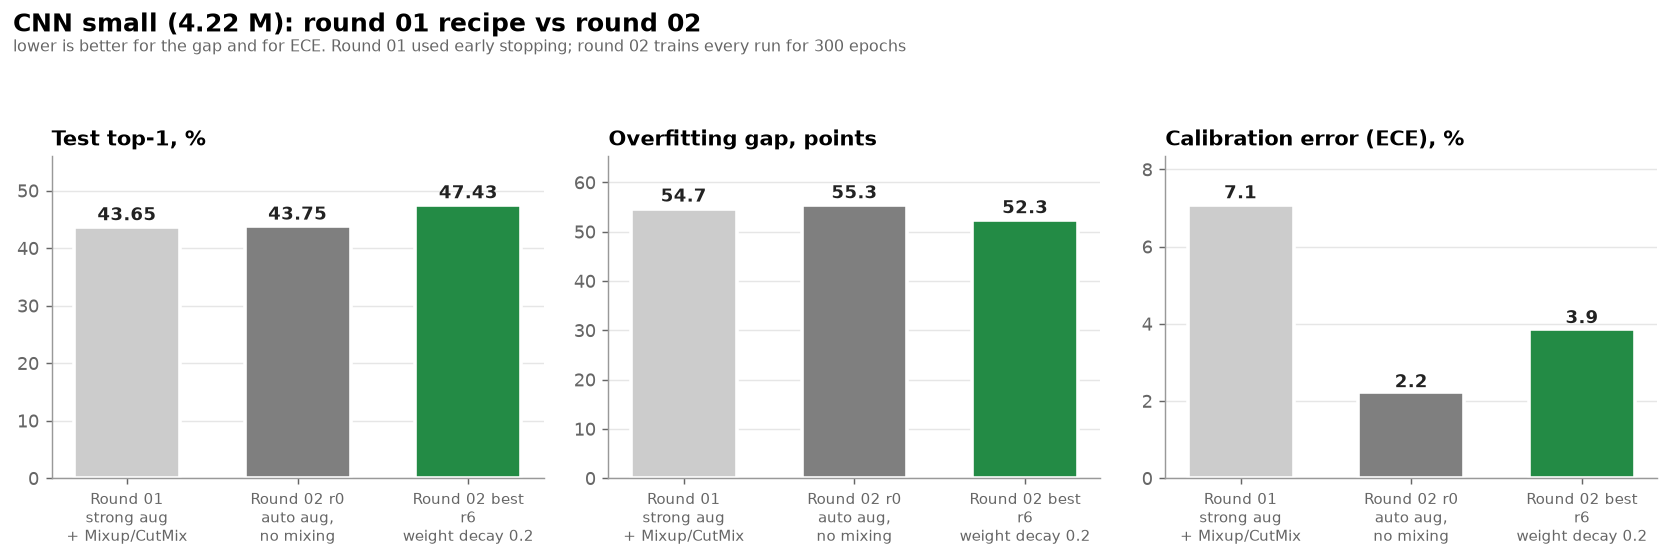 CNN small (4.22 M): round 01 recipe vs round 02
lower is better for the gap and for ECE. Round 01 used early stopping; round 02 trains every run for 300 epochs
Test top-1, %
50
40
30
20
10
0
43.65
43.75
47.43
Round 01
strong aug
+ Mixup/CutMix
Round 02 r0
auto aug,
no mixing
Round 02 best
r6
weight decay 0.2
Overfitting gap, points
60
50
40
30
20
10
0
54.7
55.3
52.3
Round 01
strong aug
+ Mixup/CutMix
Round 02 r0
auto aug,
no mixing
Round 02 best
r6
weight decay 0.2
Calibration error (ECE), %
8
6
4
2
0
7.1
2.2
3.9
Round 01
strong aug
+ Mixup/CutMix
Round 02 r0
auto aug,
no mixing
Round 02 best
r6
weight decay 0.2